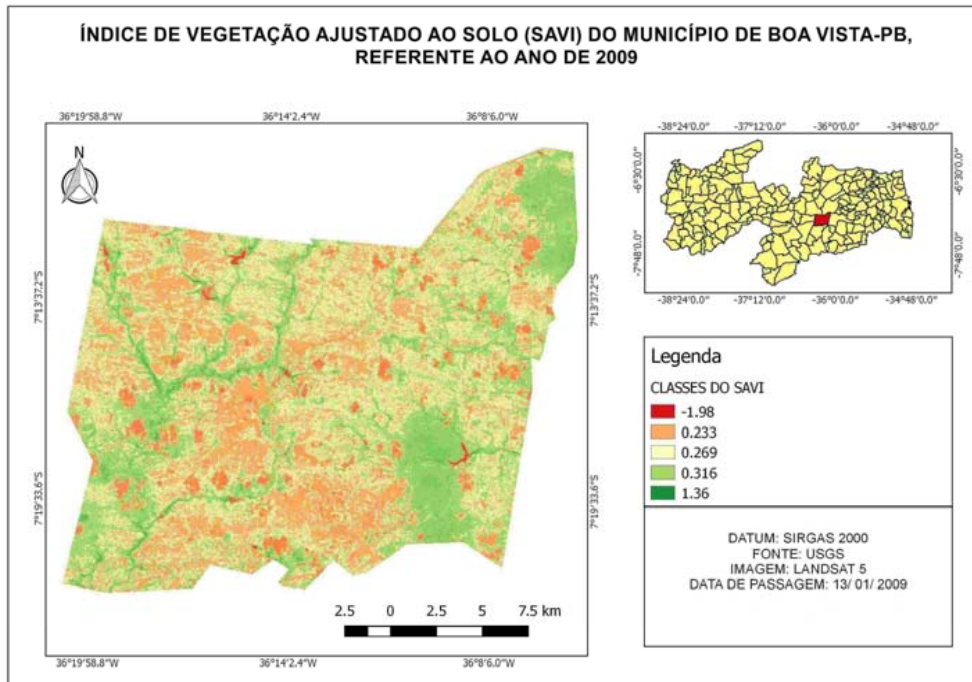 ÍNDICE DE VEGETAÇÃO AJUSTADO AO SOLO (SAVI) DO MUNICÍPIO DE BOA VISTA-PB,
REFERENTE AO ANO DE 2009
36°19'58.8"W 36°14'2.4"W 36°8'6.0"W
N
7°13'37.2"S 7°13'37.2"S
7°19'33.6"S 7°19'33.6"S
2.5 0 2.5 5 7.5 km
36°19'58.8"W 36°14'2.4"W 36°8'6.0"W
-38°24'0.0" -37°12'0.0" -36°0'0.0" -34°48'0.0"
-6°30'0.0" -6°30'0.0"
-7°48'0.0" -7°48'0.0"
-38°24'0.0" -37°12'0.0" -36°0'0.0" -34°48'0.0"
Legenda
CLASSES DO SAVI
-1.98
0.233
0.269
0.316
1.36
DATUM: SIRGAS 2000
FONTE: USGS
IMAGEM: LANDSAT 5
DATA DE PASSAGEM: 13/ 01/ 2009